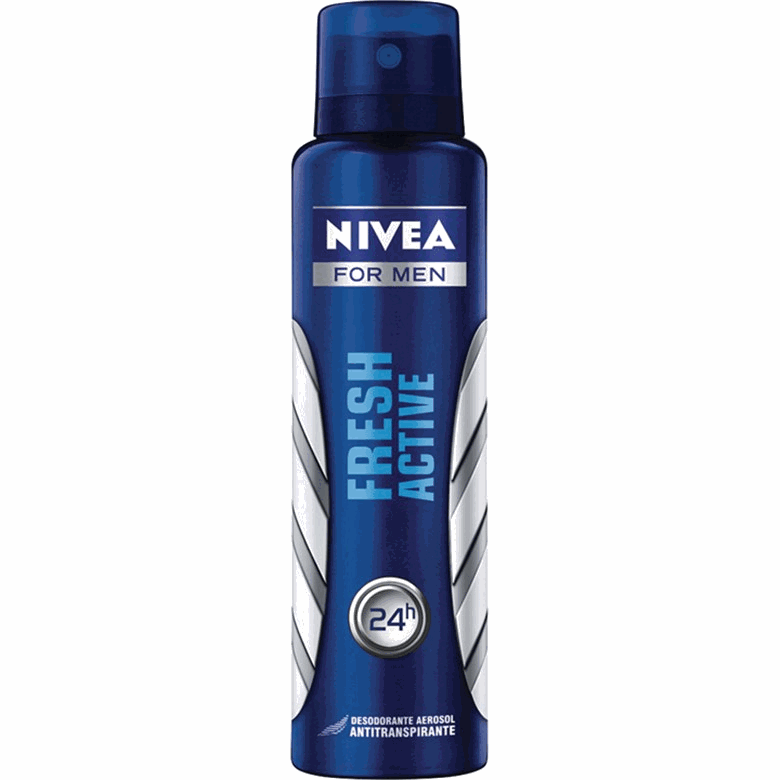 NIVEA
FOR MEN
FRESH
ACTIVE
24h
DESODORANTE AEROSOL
ANTITRANSPIRANTE